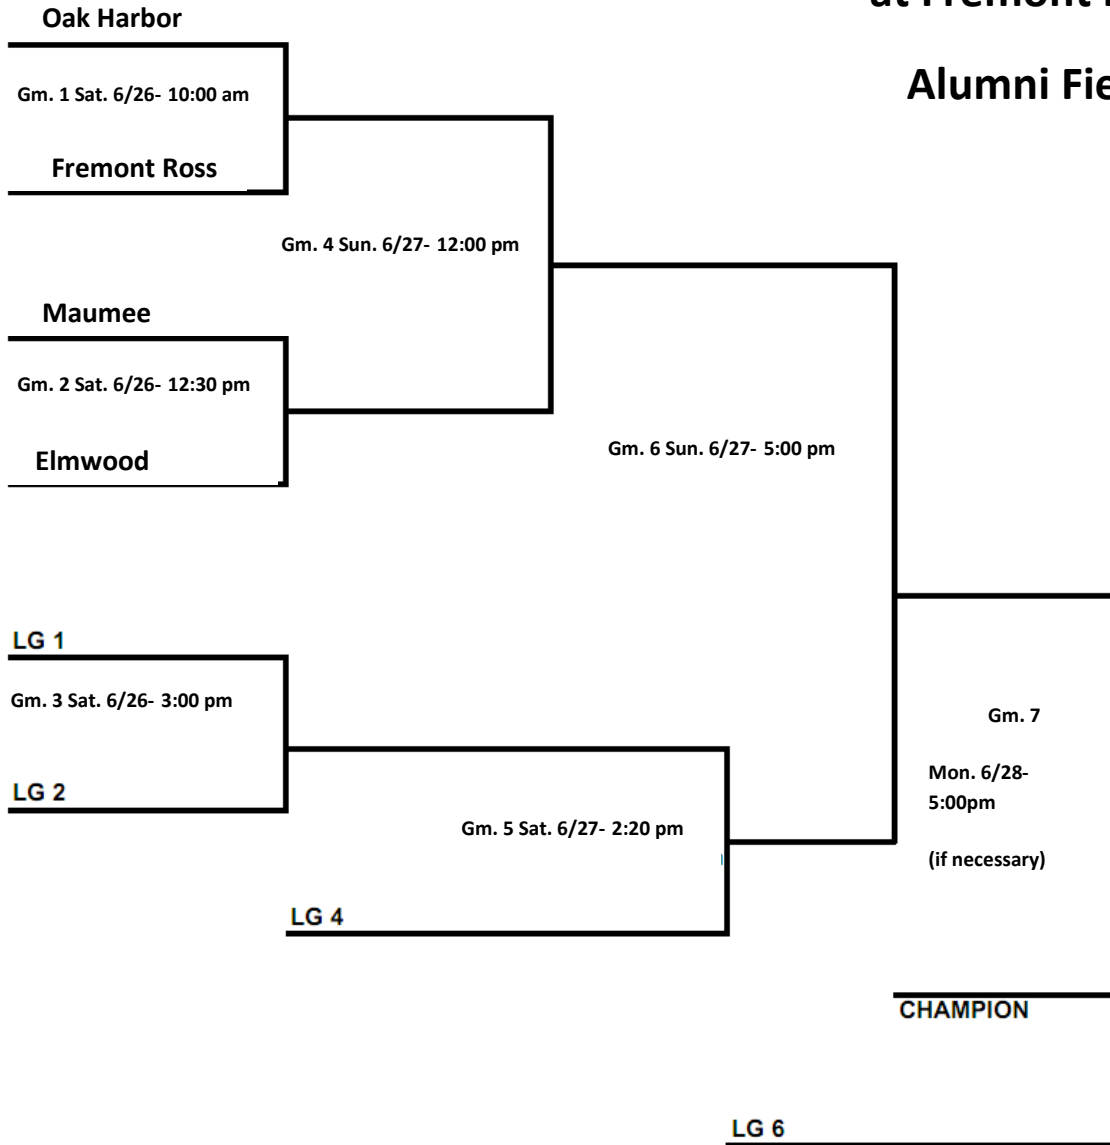 at Fremont
Oak Harbor
Alumni
Gm. 1 Sat. 6/26- 10:00 am
Fremont Ross
Gm. 4 Sun. 6/27- 12:00 pm
Maumee
Gm. 2 Sat. 6/26- 12:30 pm
Elmwood
Gm. 6 Sun. 6/27- 5:00 pm
LG 1
Gm. 3 Sat. 6/26- 3:00 pm
Gm. 7
LG 2
Mon. 6/28-
5:00pm
Gm. 5 Sat. 6/27- 2:20 pm
(if necessary)
LG 4
CHAMPION
LG 6